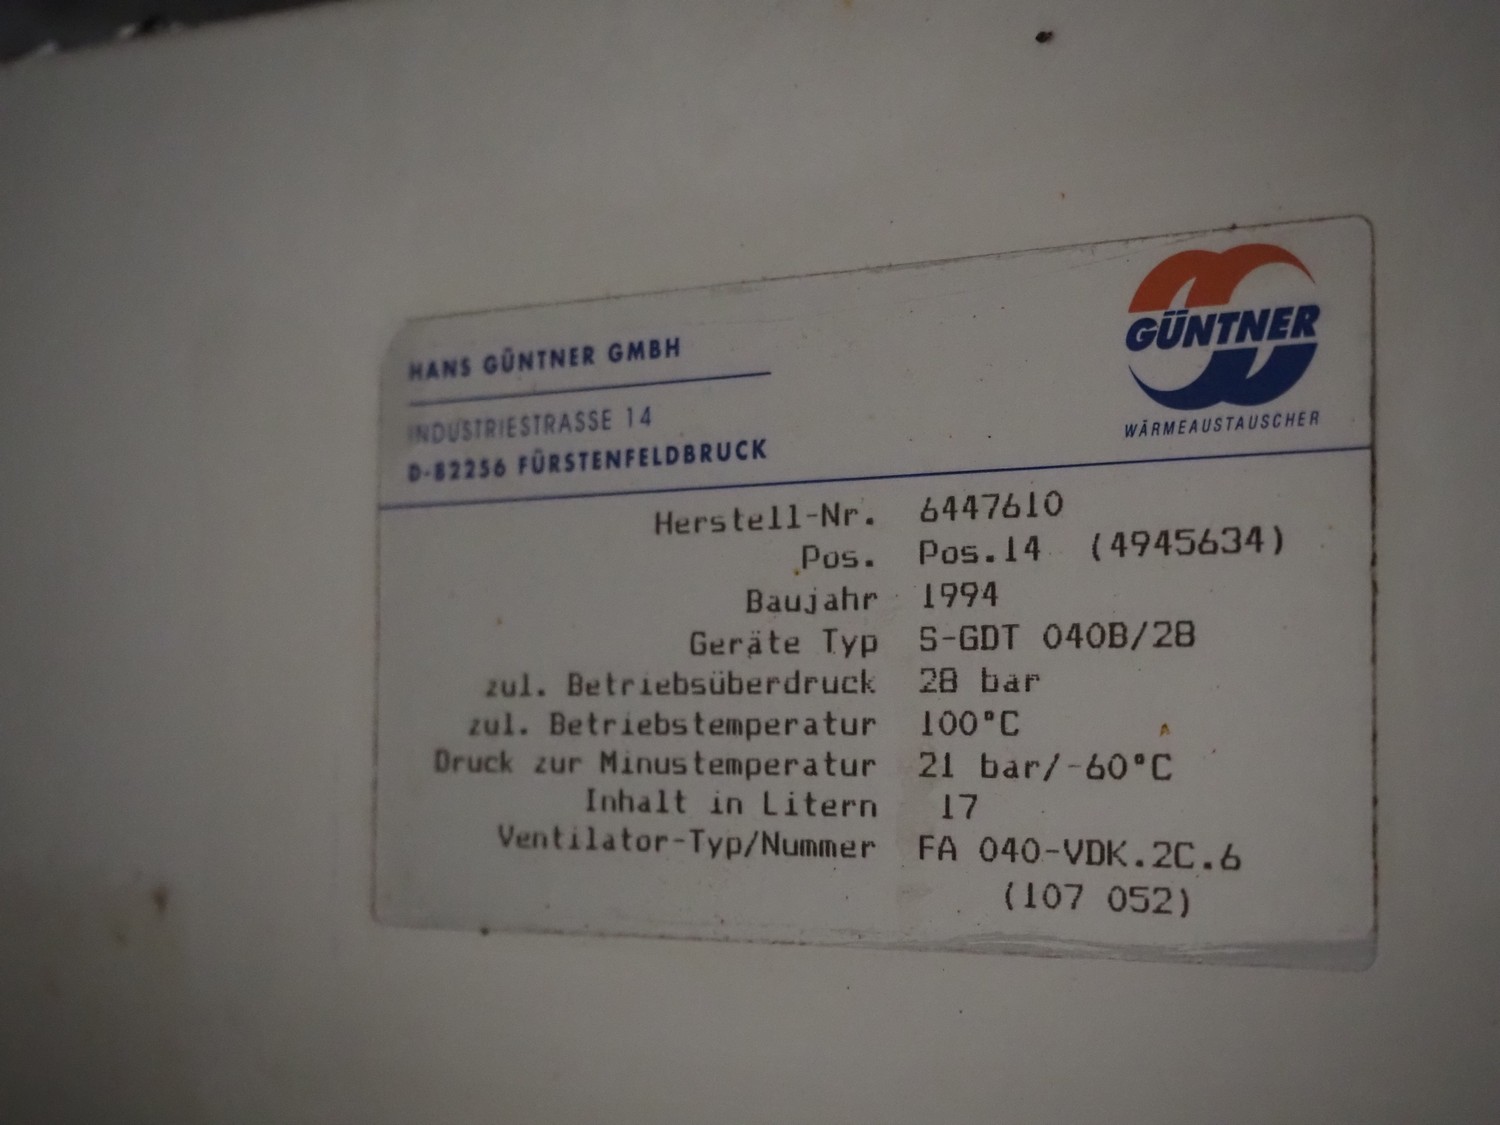 HANS GÜNTNER GMBH
INDUSTRIESTRASSE 14
D-82256 FÜRSTENFELDBRUCK
GÜNTNER
WÄRMEAUSTAUSCHER
Herstell-Nr. 6447610
Pos. Pos.14 (4945634)
Baujahr 1994
Geräte Typ S-GDT 040B/28
zul. Betriebsüberdruck 28 bar
zul. Betriebstemperatur 100°C
Druck zur Minustemperatur 21 bar/-60°C
Inhalt in Litern 17
Ventilator-Typ/Nummer FA 040-VDK.2C.6
(107 052)